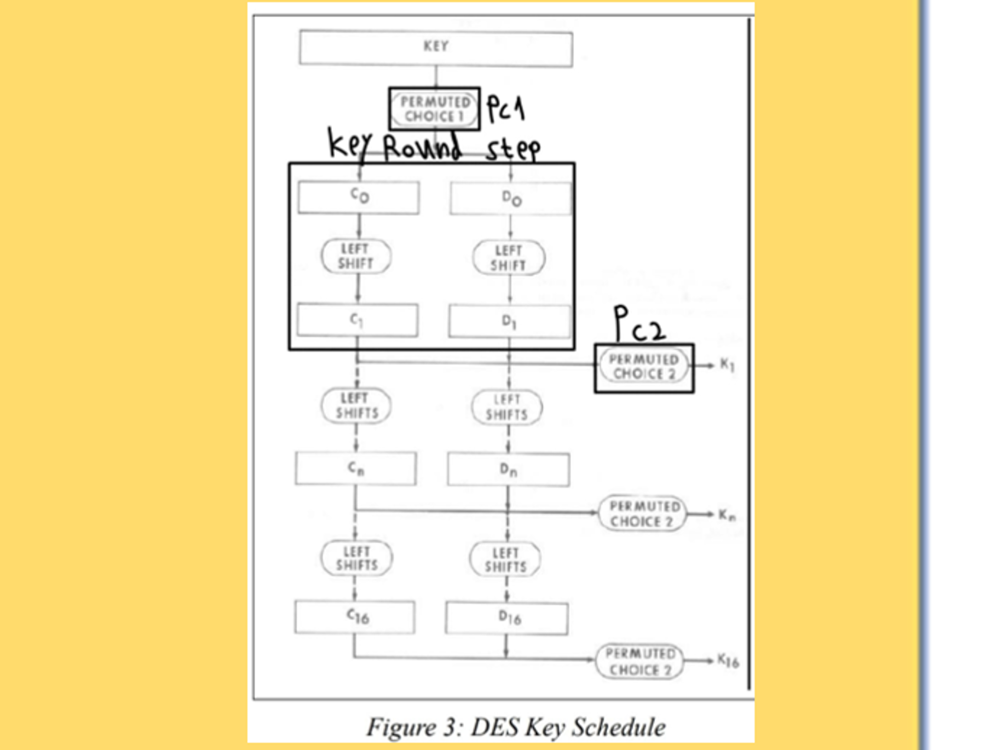 KEY
PERMUTED
CHOICE 1
Pc1
Key Round step
C0
D0
LEFT
SHIFT
LEFT
SHIFT
C1
D1
Pc2
PERMUTED
CHOICE 2
K1
LEFT
SHIFTS
LEFT
SHIFTS
Cn
Dn
PERMUTED
CHOICE 2
Kn
LEFT
SHIFTS
LEFT
SHIFTS
C16
D16
PERMUTED
CHOICE 2
K16
Figure 3: DES Key Schedule